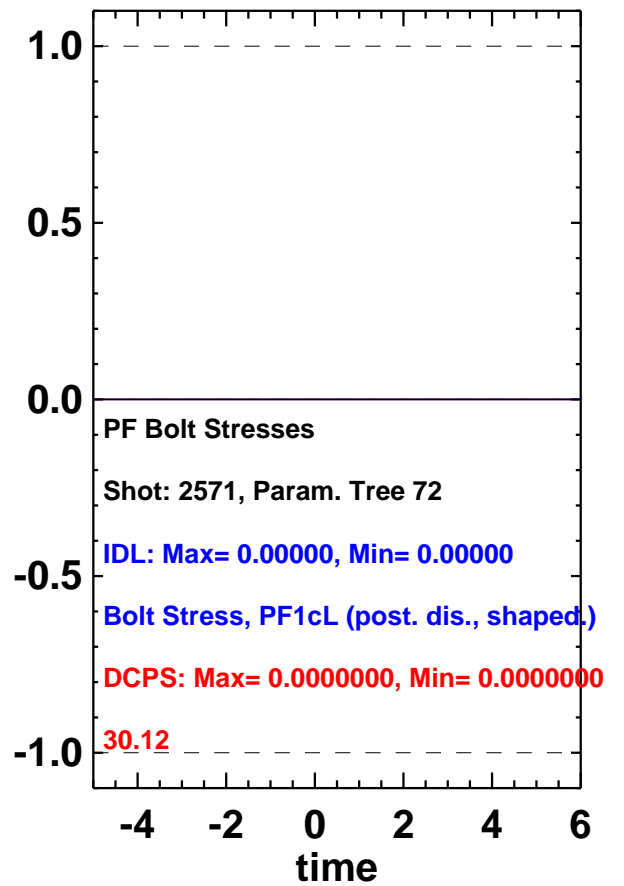 1.0
0.5
0.0
PF Bolt Stresses
Shot: 2571, Param. Tree 72
IDL: Max= 0.00000, Min= 0.00000
-0.5
Bolt Stress, PF1cL (post. dis., shaped.)
DCPS: Max= 0.0000000, Min= 0.0000000
30.12
-1.0
-4 -2 0 2 4 6
time